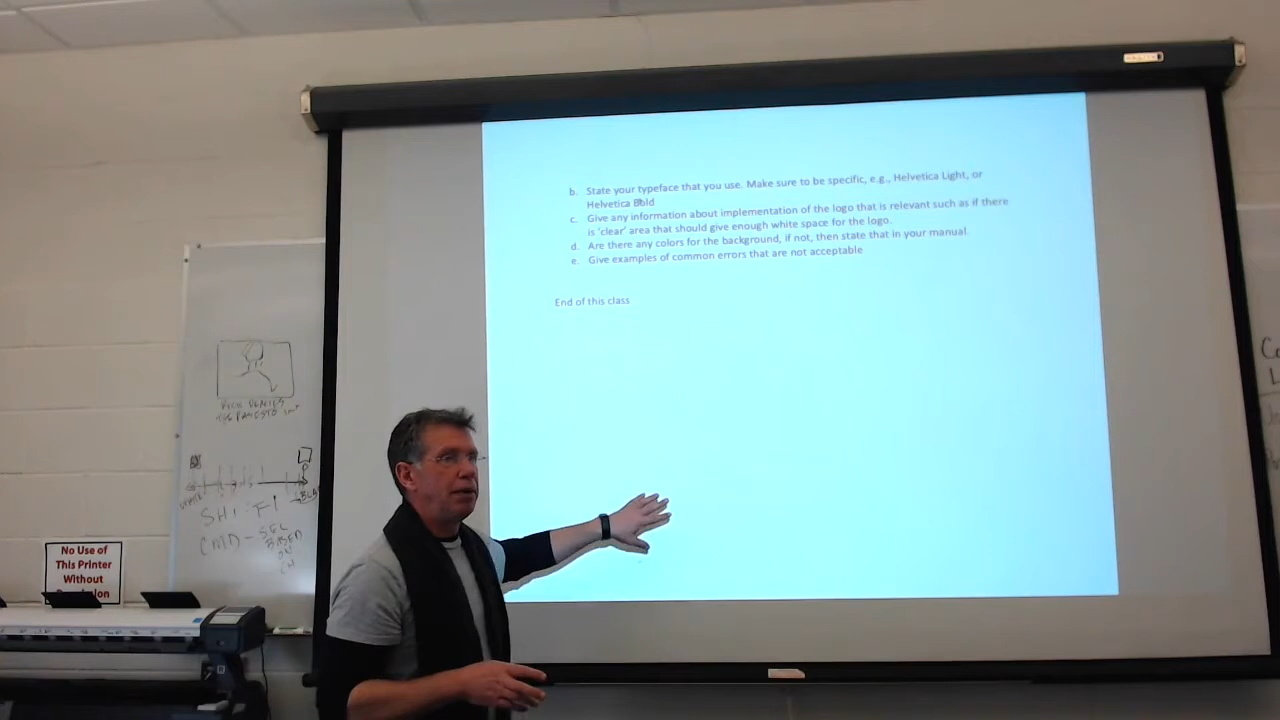 b. State your typeface that you use. Make sure to be specific, e.g., Helvetica Light, or
Helvetica Bold
c. Give any information about implementation of the logo that is relevant such as if there
is 'clear' area that should give enough white space for the logo.
d. Are there any colors for the background, if not, then state that in your manual.
e. Give examples of common errors that are not acceptable
End of this class
SHIFT
CMD - SEL
BASED
ON
No Use of
This Printer
Without